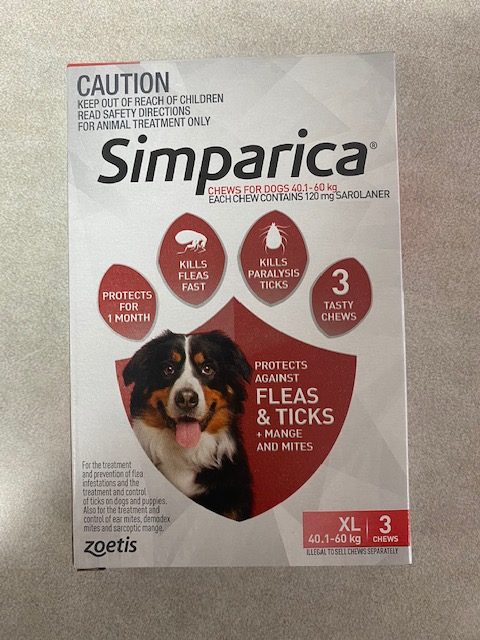 CAUTION
KEEP OUT OF REACH OF CHILDREN
READ SAFETY DIRECTIONS
FOR ANIMAL TREATMENT ONLY
Simparica®
CHEWS FOR DOGS 40.1-60 kg
EACH CHEW CONTAINS 120 mg SAROLANER
PROTECTS
FOR
1 MONTH
KILLS
FLEAS
FAST
KILLS
PARALYSIS
TICKS
3
TASTY
CHEWS
PROTECTS
AGAINST
FLEAS
& TICKS
+ MANGE
AND MITES
For the treatment
and prevention of flea
infestations and the
treatment and control
of ticks on dogs and puppies.
Also for the treatment and
control of ear mites, demodex
mites and sarcoptic mange.
zoetis
XL
40.1-60 kg
3
CHEWS
ILLEGAL TO SELL CHEWS SEPARATELY